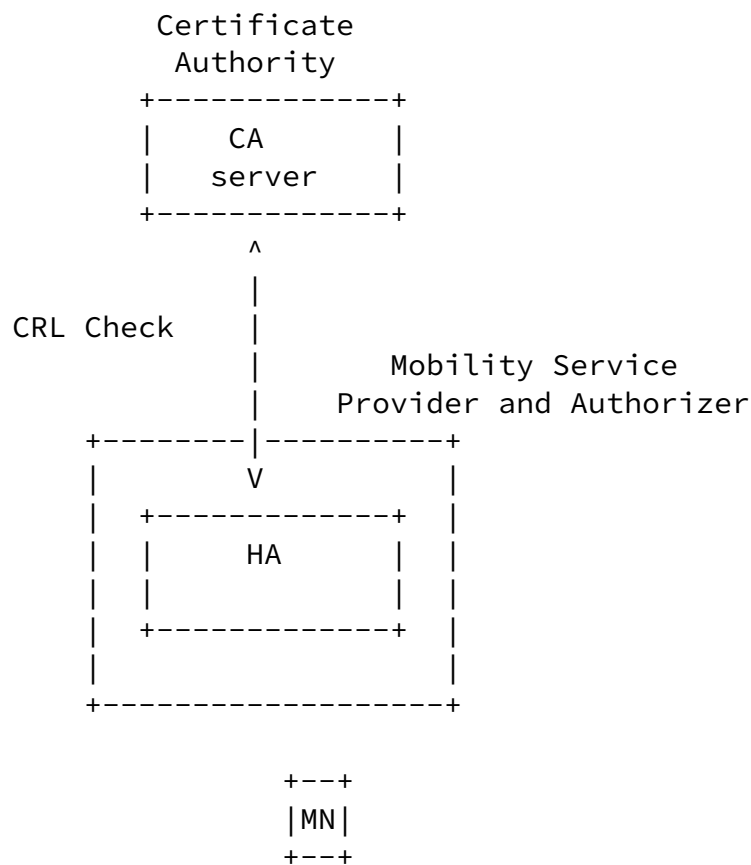 Certificate
Authority
CA
server
CRL Check
Mobility Service
Provider and Authorizer
HA
MN